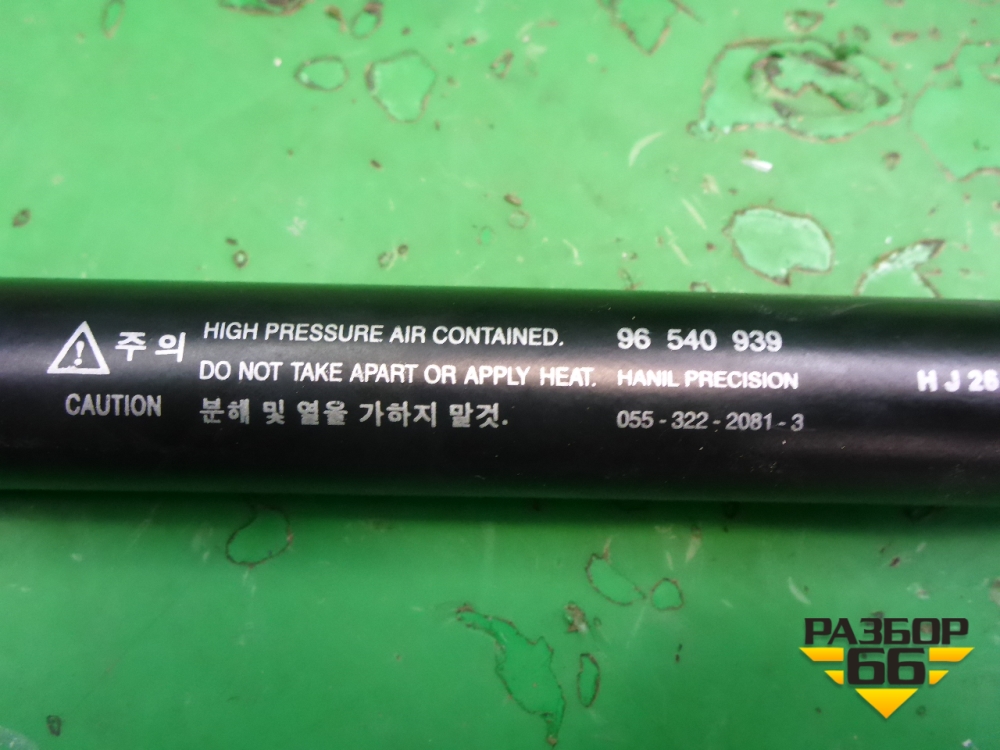 주의 HIGH PRESSURE AIR CONTAINED. 96 540 939
DO NOT TAKE APART OR APPLY HEAT. HANIL PRECISION HJ26
CAUTION 분해 및 열을 가하지 말것. 055-322-2081-3
РАЗБОР
66